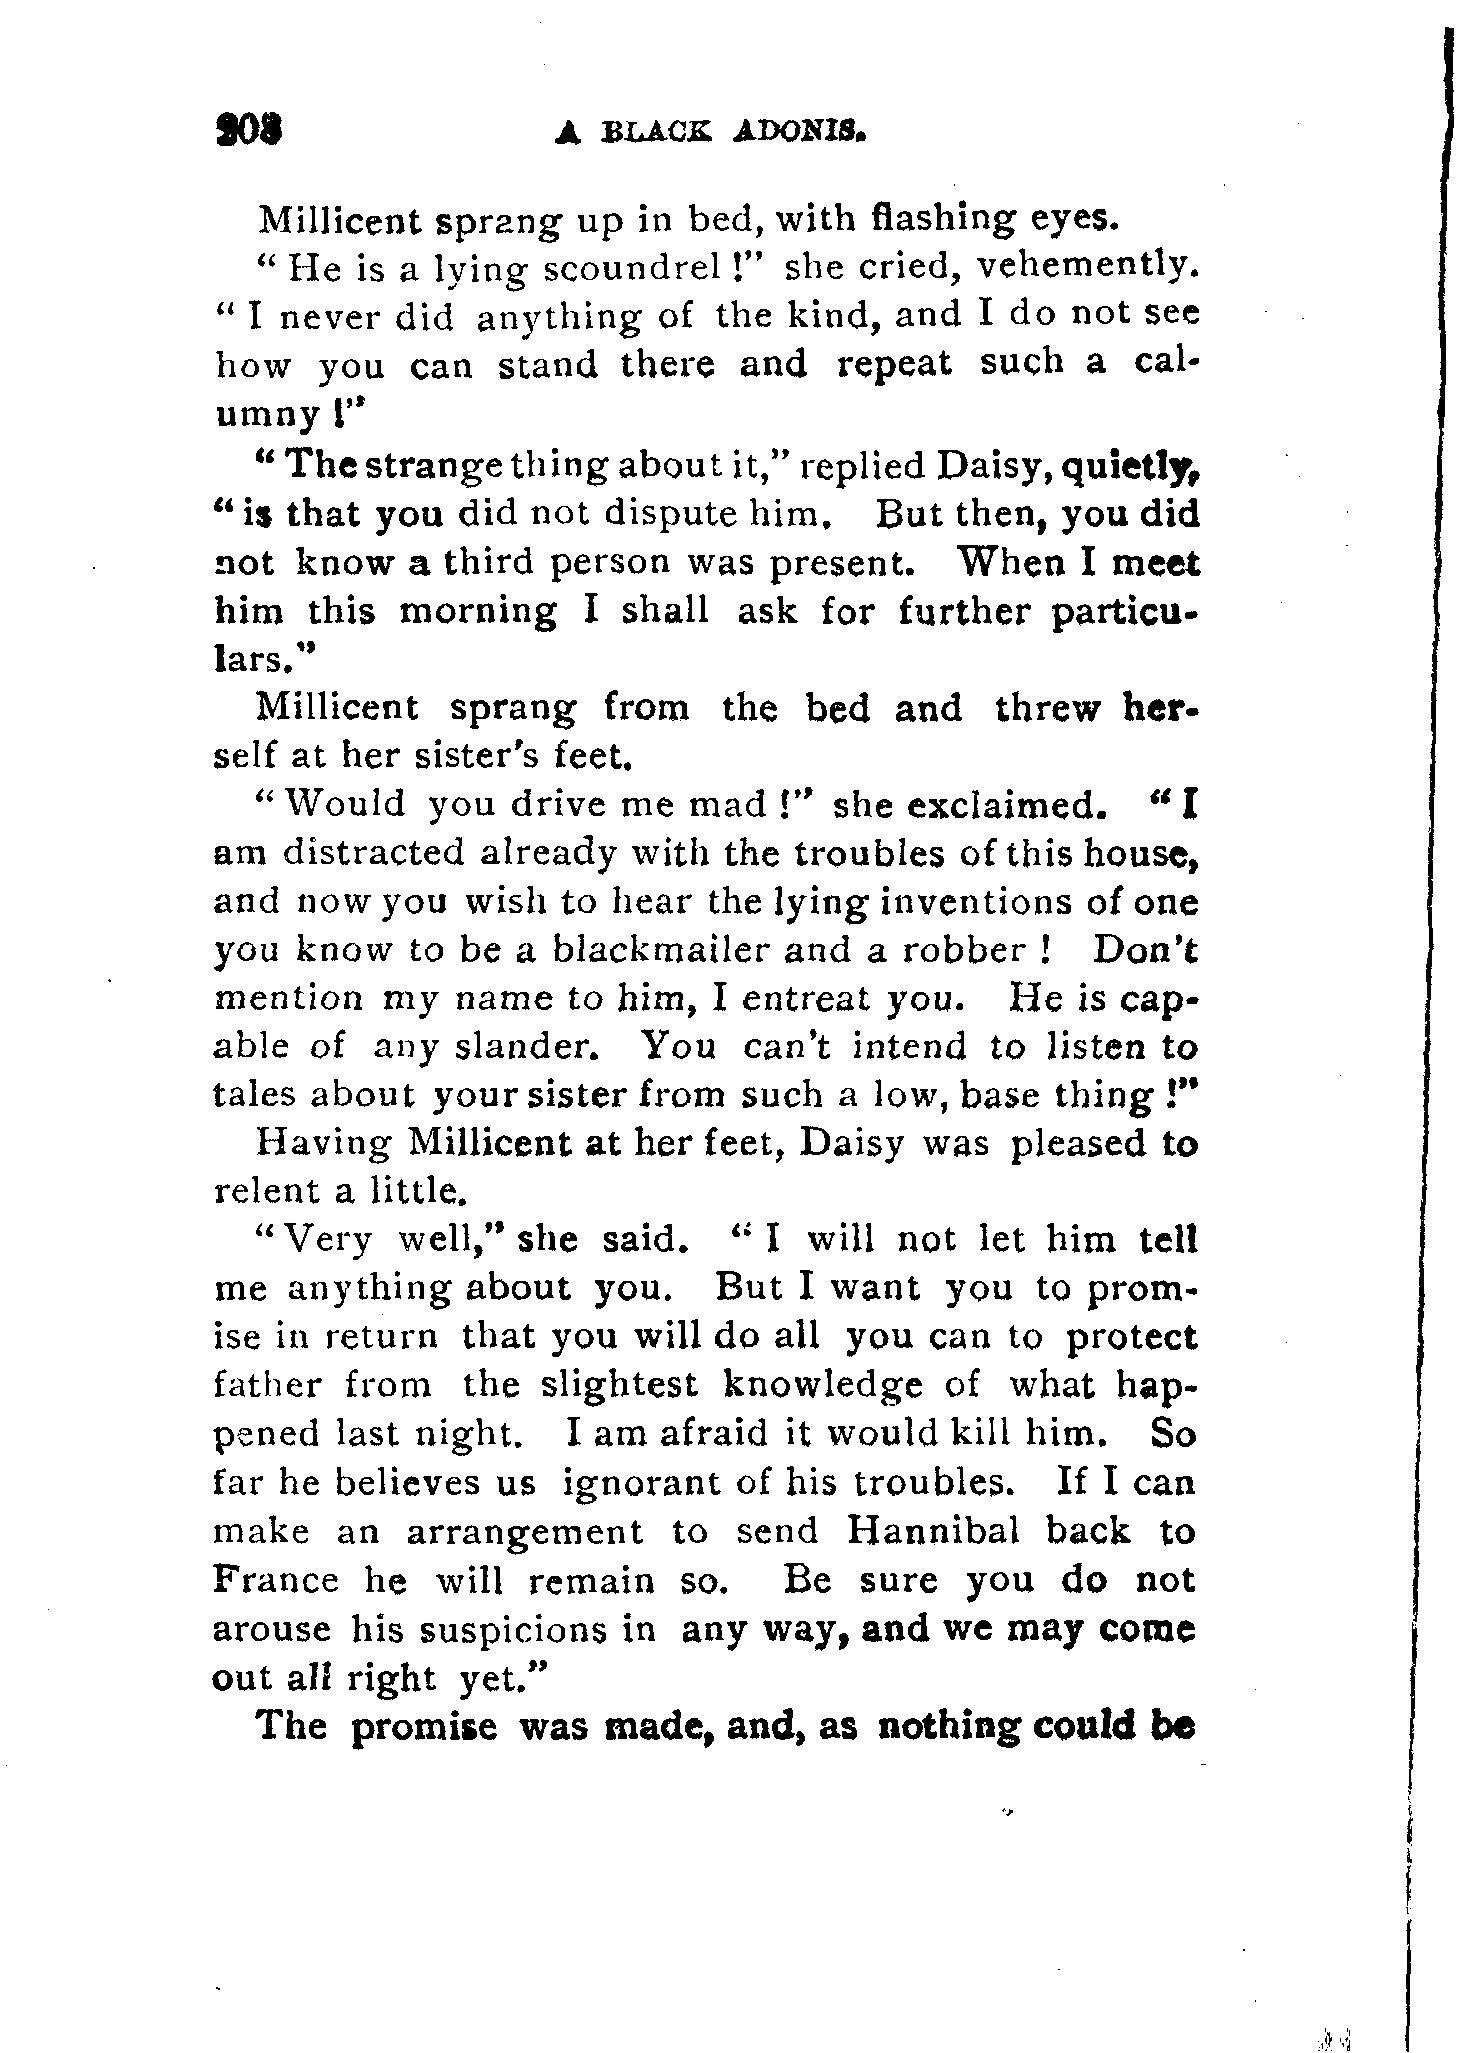 208 A BLACK ADONIS.
Millicent sprang up in bed, with flashing eyes.
" He is a lying scoundrel !" she cried, vehemently.
" I never did anything of the kind, and I do not see
how you can stand there and repeat such a cal-
umny !"
" The strange thing about it," replied Daisy, quietly,
" is that you did not dispute him. But then, you did
not know a third person was present. When I meet
him this morning I shall ask for further particu-
lars."
Millicent sprang from the bed and threw her-
self at her sister's feet.
" Would you drive me mad !" she exclaimed. " I
am distracted already with the troubles of this house,
and now you wish to hear the lying inventions of one
you know to be a blackmailer and a robber ! Don't
mention my name to him, I entreat you. He is cap-
able of any slander. You can't intend to listen to
tales about your sister from such a low, base thing !"
Having Millicent at her feet, Daisy was pleased to
relent a little.
" Very well," she said. " I will not let him tell
me anything about you. But I want you to prom-
ise in return that you will do all you can to protect
father from the slightest knowledge of what hap-
pened last night. I am afraid it would kill him. So
far he believes us ignorant of his troubles. If I can
make an arrangement to send Hannibal back to
France he will remain so. Be sure you do not
arouse his suspicions in any way, and we may come
out all right yet."
The promise was made, and, as nothing could be